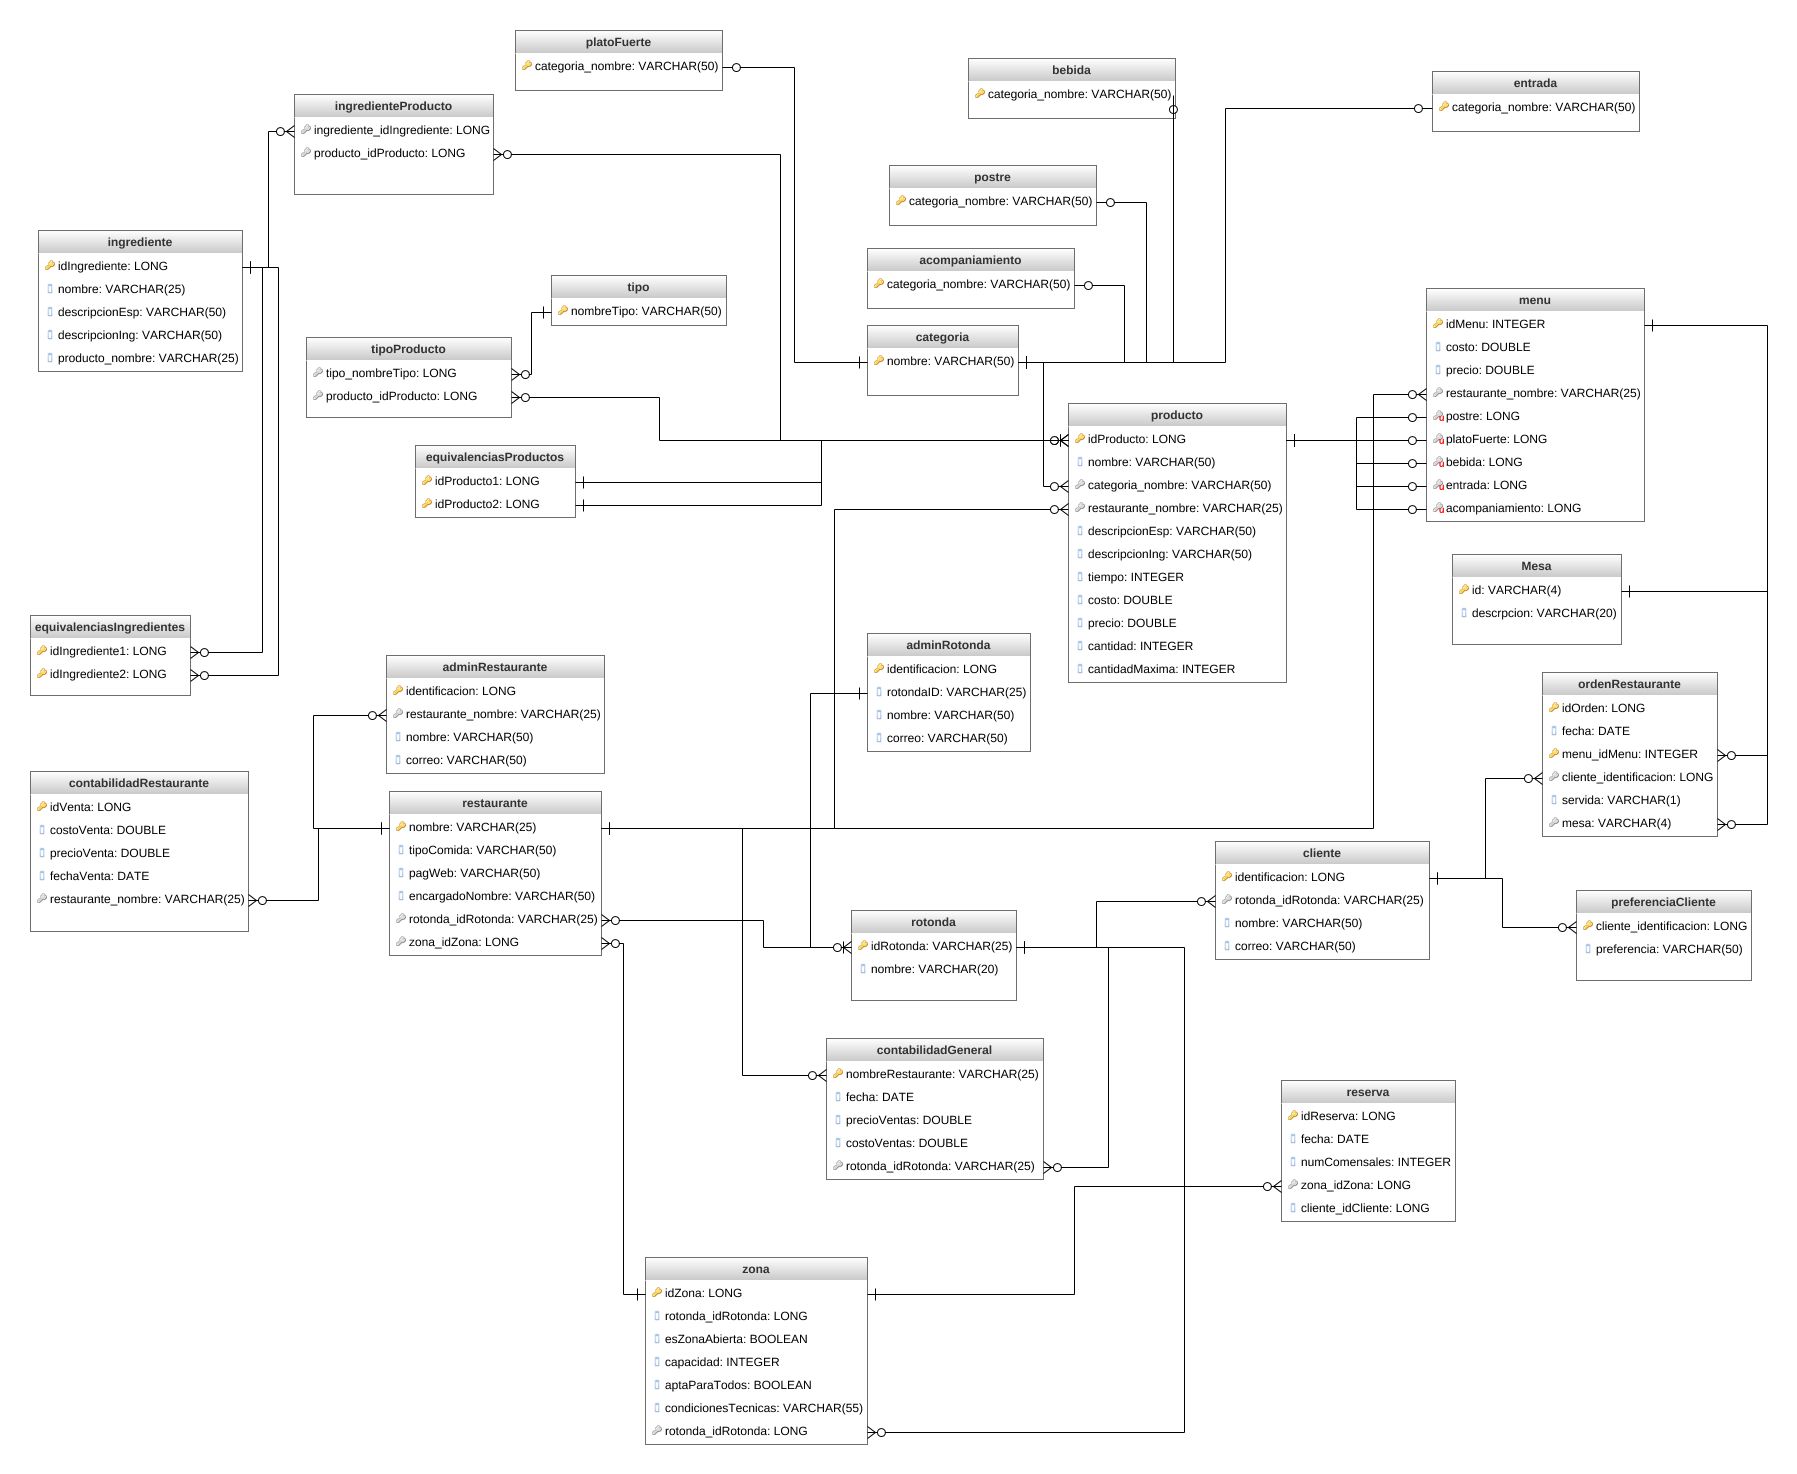 platoFuerte
categoria_nombre: VARCHAR(50)
bebida
categoria_nombre: VARCHAR(50)
entrada
categoria_nombre: VARCHAR(50)
ingredienteProducto
ingrediente_idIngrediente: LONG
producto_idProducto: LONG
postre
categoria_nombre: VARCHAR(50)
ingrediente
idIngrediente: LONG
nombre: VARCHAR(25)
descripcionEsp: VARCHAR(50)
descripcionIng: VARCHAR(50)
producto_nombre: VARCHAR(25)
acompaniamiento
categoria_nombre: VARCHAR(50)
tipo
nombreTipo: VARCHAR(50)
menu
idMenu: INTEGER
costo: DOUBLE
precio: DOUBLE
restaurante_nombre: VARCHAR(25)
postre: LONG
platoFuerte: LONG
bebida: LONG
entrada: LONG
acompaniamiento: LONG
categoria
nombre: VARCHAR(50)
tipoProducto
tipo_nombreTipo: LONG
producto_idProducto: LONG
producto
idProducto: LONG
nombre: VARCHAR(50)
categoria_nombre: VARCHAR(50)
restaurante_nombre: VARCHAR(25)
descripcionEsp: VARCHAR(50)
descripcionIng: VARCHAR(50)
tiempo: INTEGER
costo: DOUBLE
precio: DOUBLE
cantidad: INTEGER
cantidadMaxima: INTEGER
equivalenciasProductos
idProducto1: LONG
idProducto2: LONG
Mesa
id: VARCHAR(4)
descrpcion: VARCHAR(20)
equivalenciasIngredientes
idIngrediente1: LONG
idIngrediente2: LONG
adminRotonda
identificacion: LONG
rotondaID: VARCHAR(25)
nombre: VARCHAR(50)
correo: VARCHAR(50)
adminRestaurante
identificacion: LONG
restaurante_nombre: VARCHAR(25)
nombre: VARCHAR(50)
correo: VARCHAR(50)
ordenRestaurante
idOrden: LONG
fecha: DATE
menu_idMenu: INTEGER
cliente_identificacion: LONG
servida: VARCHAR(1)
mesa: VARCHAR(4)
contabilidadRestaurante
idVenta: LONG
costoVenta: DOUBLE
precioVenta: DOUBLE
fechaVenta: DATE
restaurante_nombre: VARCHAR(25)
restaurante
nombre: VARCHAR(25)
tipoComida: VARCHAR(50)
pagWeb: VARCHAR(50)
encargadoNombre: VARCHAR(50)
rotonda_idRotonda: VARCHAR(25)
zona_idZona: LONG
cliente
identificacion: LONG
rotonda_idRotonda: VARCHAR(25)
nombre: VARCHAR(50)
correo: VARCHAR(50)
preferenciaCliente
cliente_identificacion: LONG
preferencia: VARCHAR(50)
rotonda
idRotonda: VARCHAR(25)
nombre: VARCHAR(20)
contabilidadGeneral
nombreRestaurante: VARCHAR(25)
fecha: DATE
precioVentas: DOUBLE
costoVentas: DOUBLE
rotonda_idRotonda: VARCHAR(25)
reserva
idReserva: LONG
fecha: DATE
numComensales: INTEGER
zona_idZona: LONG
cliente_idCliente: LONG
zona
idZona: LONG
rotonda_idRotonda: LONG
esZonaAbierta: BOOLEAN
capacidad: INTEGER
aptaParaTodos: BOOLEAN
condicionesTecnicas: VARCHAR(55)
rotonda_idRotonda: LONG